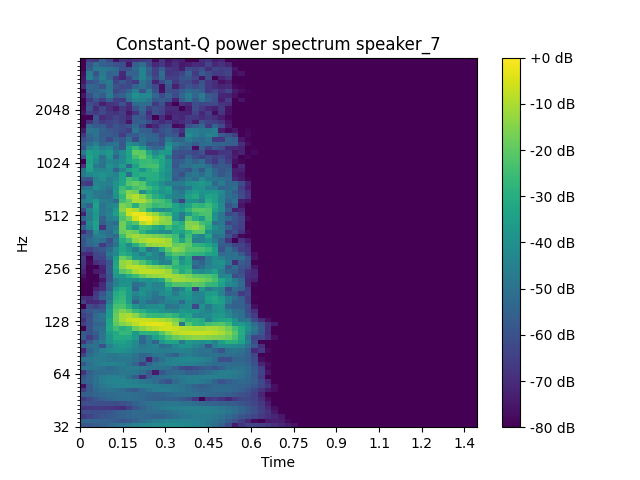 Constant-Q power spectrum speaker_7
Hz
2048
1024
512
256
128
64
32
0 0.15 0.3 0.45 0.6 0.75 0.9 1.1 1.2 1.4
Time
+0 dB
-10 dB
-20 dB
-30 dB
-40 dB
-50 dB
-60 dB
-70 dB
-80 dB